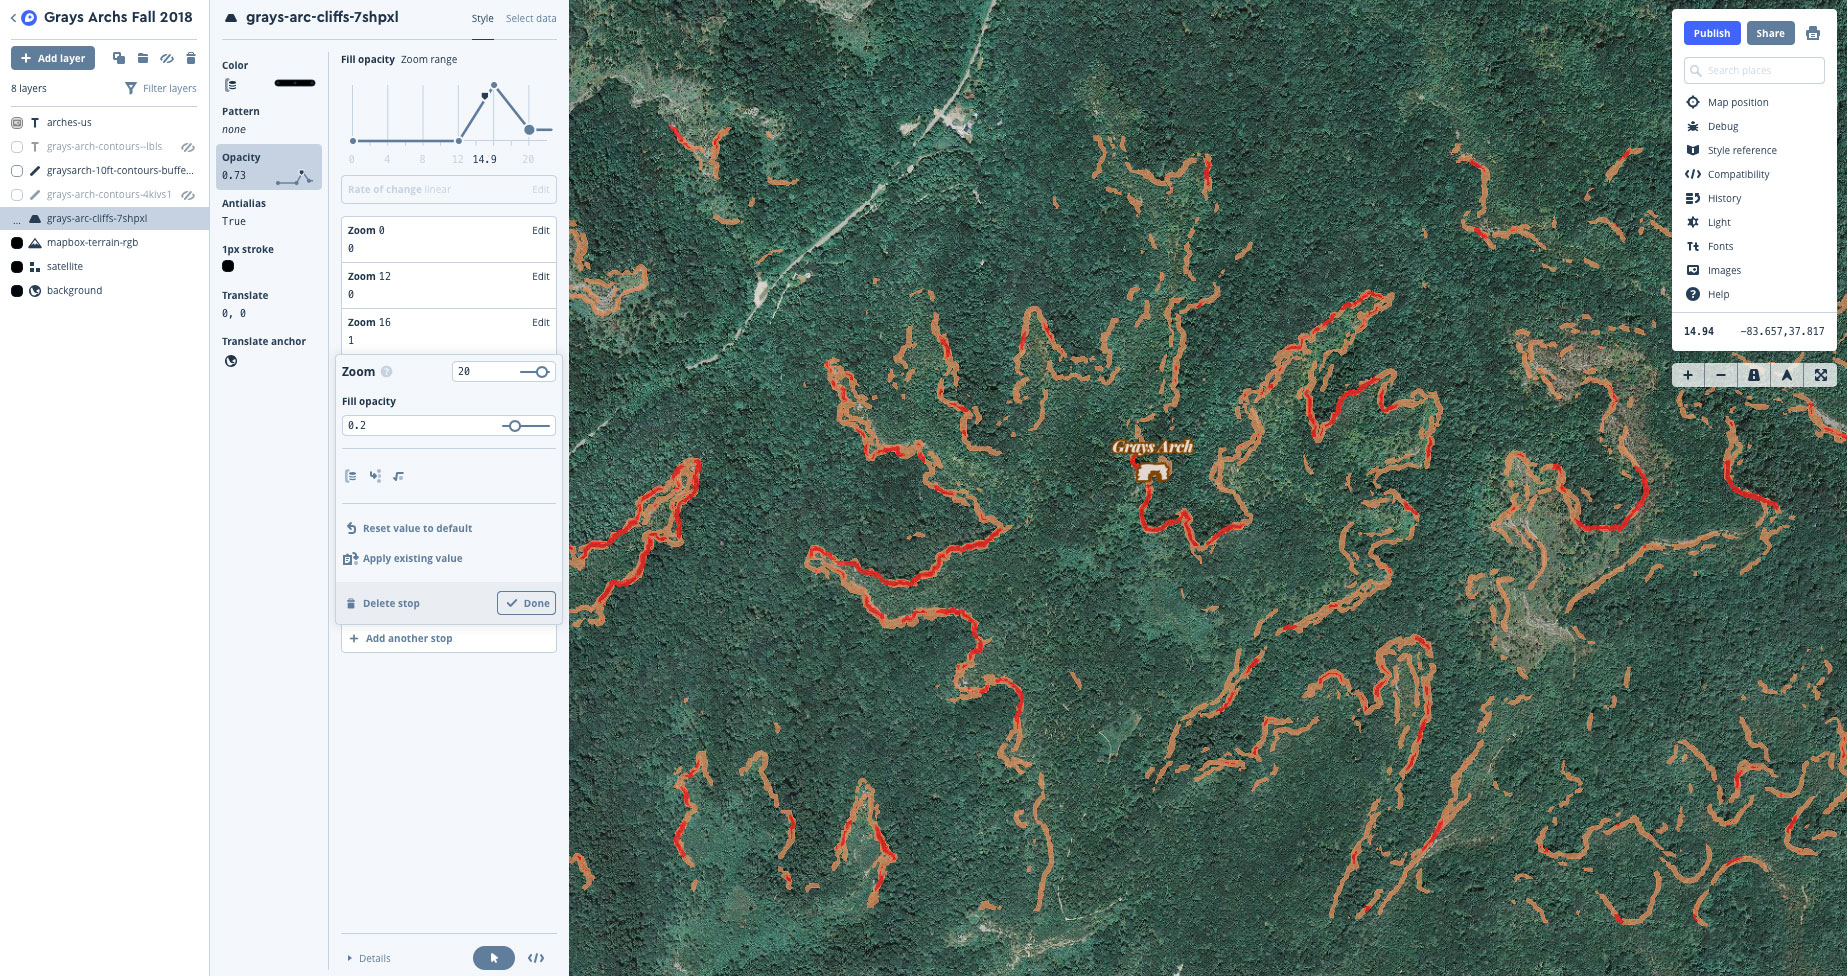 Grays Archs Fall 2018
Add layer
8 layers
Filter layers
arches-us
grays-arch-contours--lbls
graysarch-10ft-contours-buffe...
grays-arch-contours-4kivs1
... grays-arc-cliffs-7shpxl
mapbox-terrain-rgb
satellite
background
grays-arc-cliffs-7shpxl
Style
Select data
Color
Pattern
none
Opacity
0.73
Antialias
True
1px stroke
Translate
0, 0
Translate anchor
Fill opacity Zoom range
0 4 8 12 14.9 20
Rate of change linear Edit
Zoom 0 Edit
0
Zoom 12 Edit
0
Zoom 16 Edit
1
Zoom ? 20
Fill opacity
0.2
Reset value to default
Apply existing value
Delete stop
Done
Add another stop
Details
</>
Grays Arch
Publish
Share
Search places
Map position
Debug
Style reference
</> Compatibility
History
Light
Tt Fonts
Images
? Help
14.94 −83.657,37.817
+ −